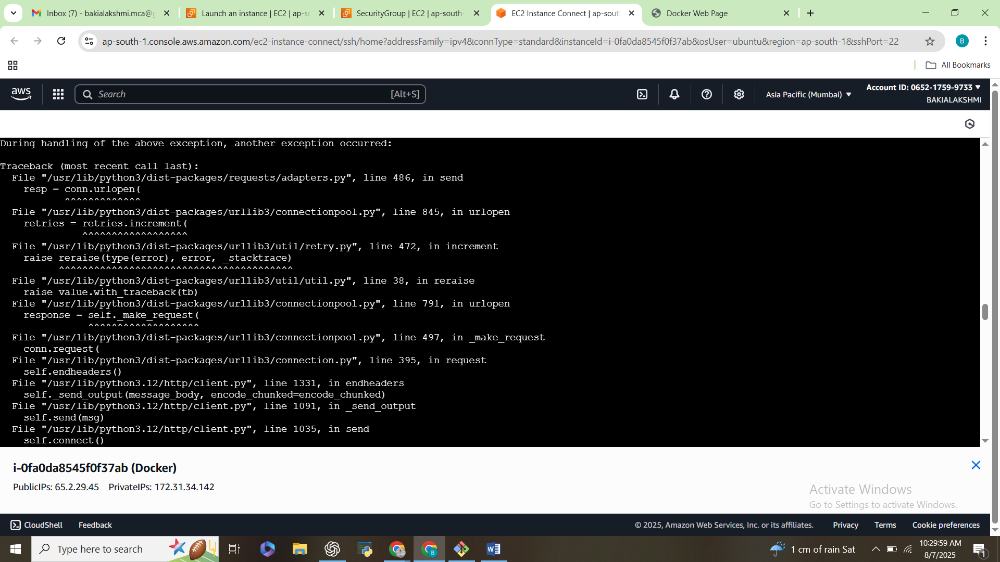 Inbox (7) - bakialakshmi.mca@g
Launch an instance | EC2 | ap-so
SecurityGroup | EC2 | ap-south-
EC2 Instance Connect | ap-sout
Docker Web Page
ap-south-1.console.aws.amazon.com/ec2-instance-connect/ssh/home?addressFamily=ipv4&connType=standard&instanceId=i-0fa0da8545f0f37ab&osUser=ubuntu&region=ap-south-1&sshPort=22
B
All Bookmarks
aws
Search
[Alt+S]
Asia Pacific (Mumbai)
Account ID: 0652-1759-9733
BAKIALAKSHMI
During handling of the above exception, another exception occurred:
Traceback (most recent call last):
  File "/usr/lib/python3/dist-packages/requests/adapters.py", line 486, in send
    resp = conn.urlopen(
           ^^^^^^^^^^^^^
  File "/usr/lib/python3/dist-packages/urllib3/connectionpool.py", line 845, in urlopen
    retries = retries.increment(
              ^^^^^^^^^^^^^^^^^^
  File "/usr/lib/python3/dist-packages/urllib3/util/retry.py", line 472, in increment
    raise reraise(type(error), error, _stacktrace)
          ^^^^^^^^^^^^^^^^^^^^^^^^^^^^^^^^^^^^^^^^
  File "/usr/lib/python3/dist-packages/urllib3/util/util.py", line 38, in reraise
    raise value.with_traceback(tb)
  File "/usr/lib/python3/dist-packages/urllib3/connectionpool.py", line 791, in urlopen
    response = self._make_request(
               ^^^^^^^^^^^^^^^^^^^
  File "/usr/lib/python3/dist-packages/urllib3/connectionpool.py", line 497, in _make_request
    conn.request(
  File "/usr/lib/python3/dist-packages/urllib3/connection.py", line 395, in request
    self.endheaders()
  File "/usr/lib/python3.12/http/client.py", line 1331, in endheaders
    self._send_output(message_body, encode_chunked=encode_chunked)
  File "/usr/lib/python3.12/http/client.py", line 1091, in _send_output
    self.send(msg)
  File "/usr/lib/python3.12/http/client.py", line 1035, in send
    self.connect()
i-0fa0da8545f0f37ab (Docker)
PublicIPs: 65.2.29.45 PrivateIPs: 172.31.34.142
Activate Windows
Go to Settings to activate Windows.
CloudShell
Feedback
© 2025, Amazon Web Services, Inc. or its affiliates.
Privacy
Terms
Cookie preferences
Type here to search
1 cm of rain Sat
10:29:59 AM
8/7/2025
1